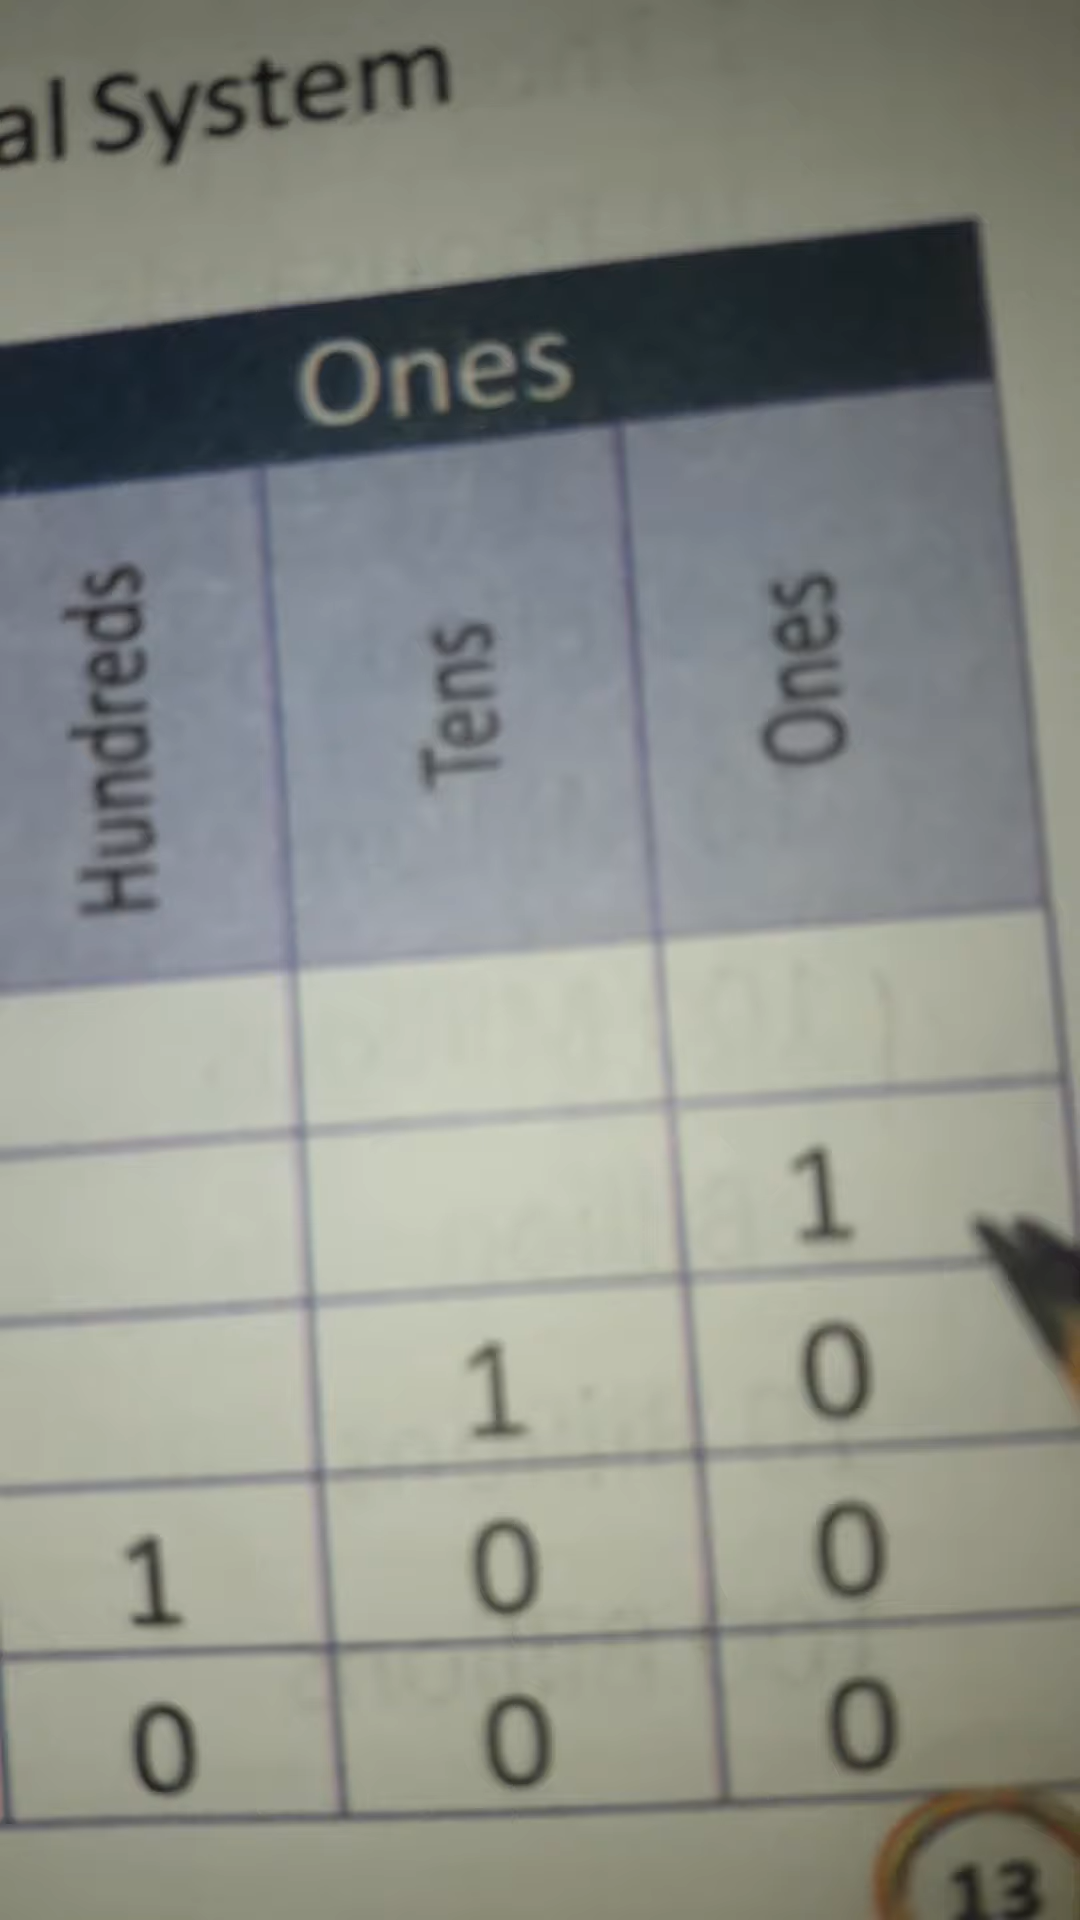 al System
Ones
Hundreds Tens Ones
1
1 0
1 0 0
0 0 0
13